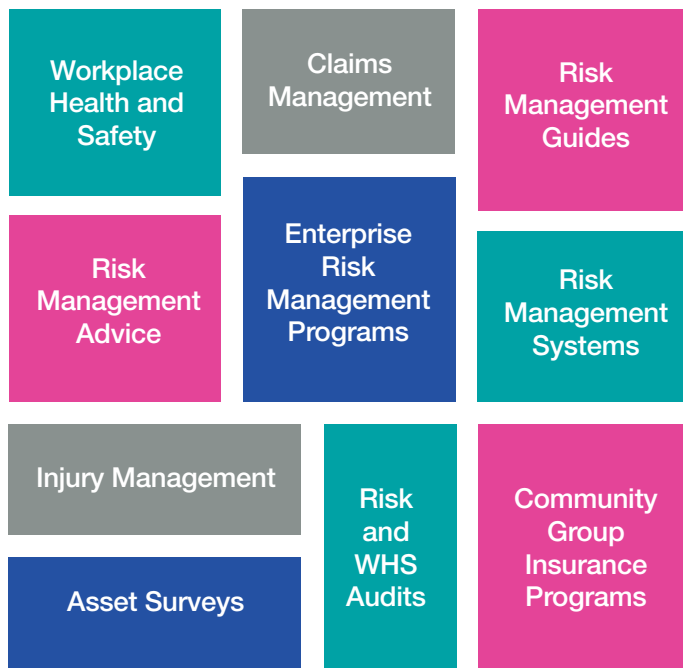 Workplace
Health and
Safety
Claims
Management
Risk
Management
Guides
Risk
Management
Advice
Enterprise
Risk
Management
Programs
Risk
Management
Systems
Injury Management
Asset Surveys
Risk
and
WHS
Audits
Community
Group
Insurance
Programs